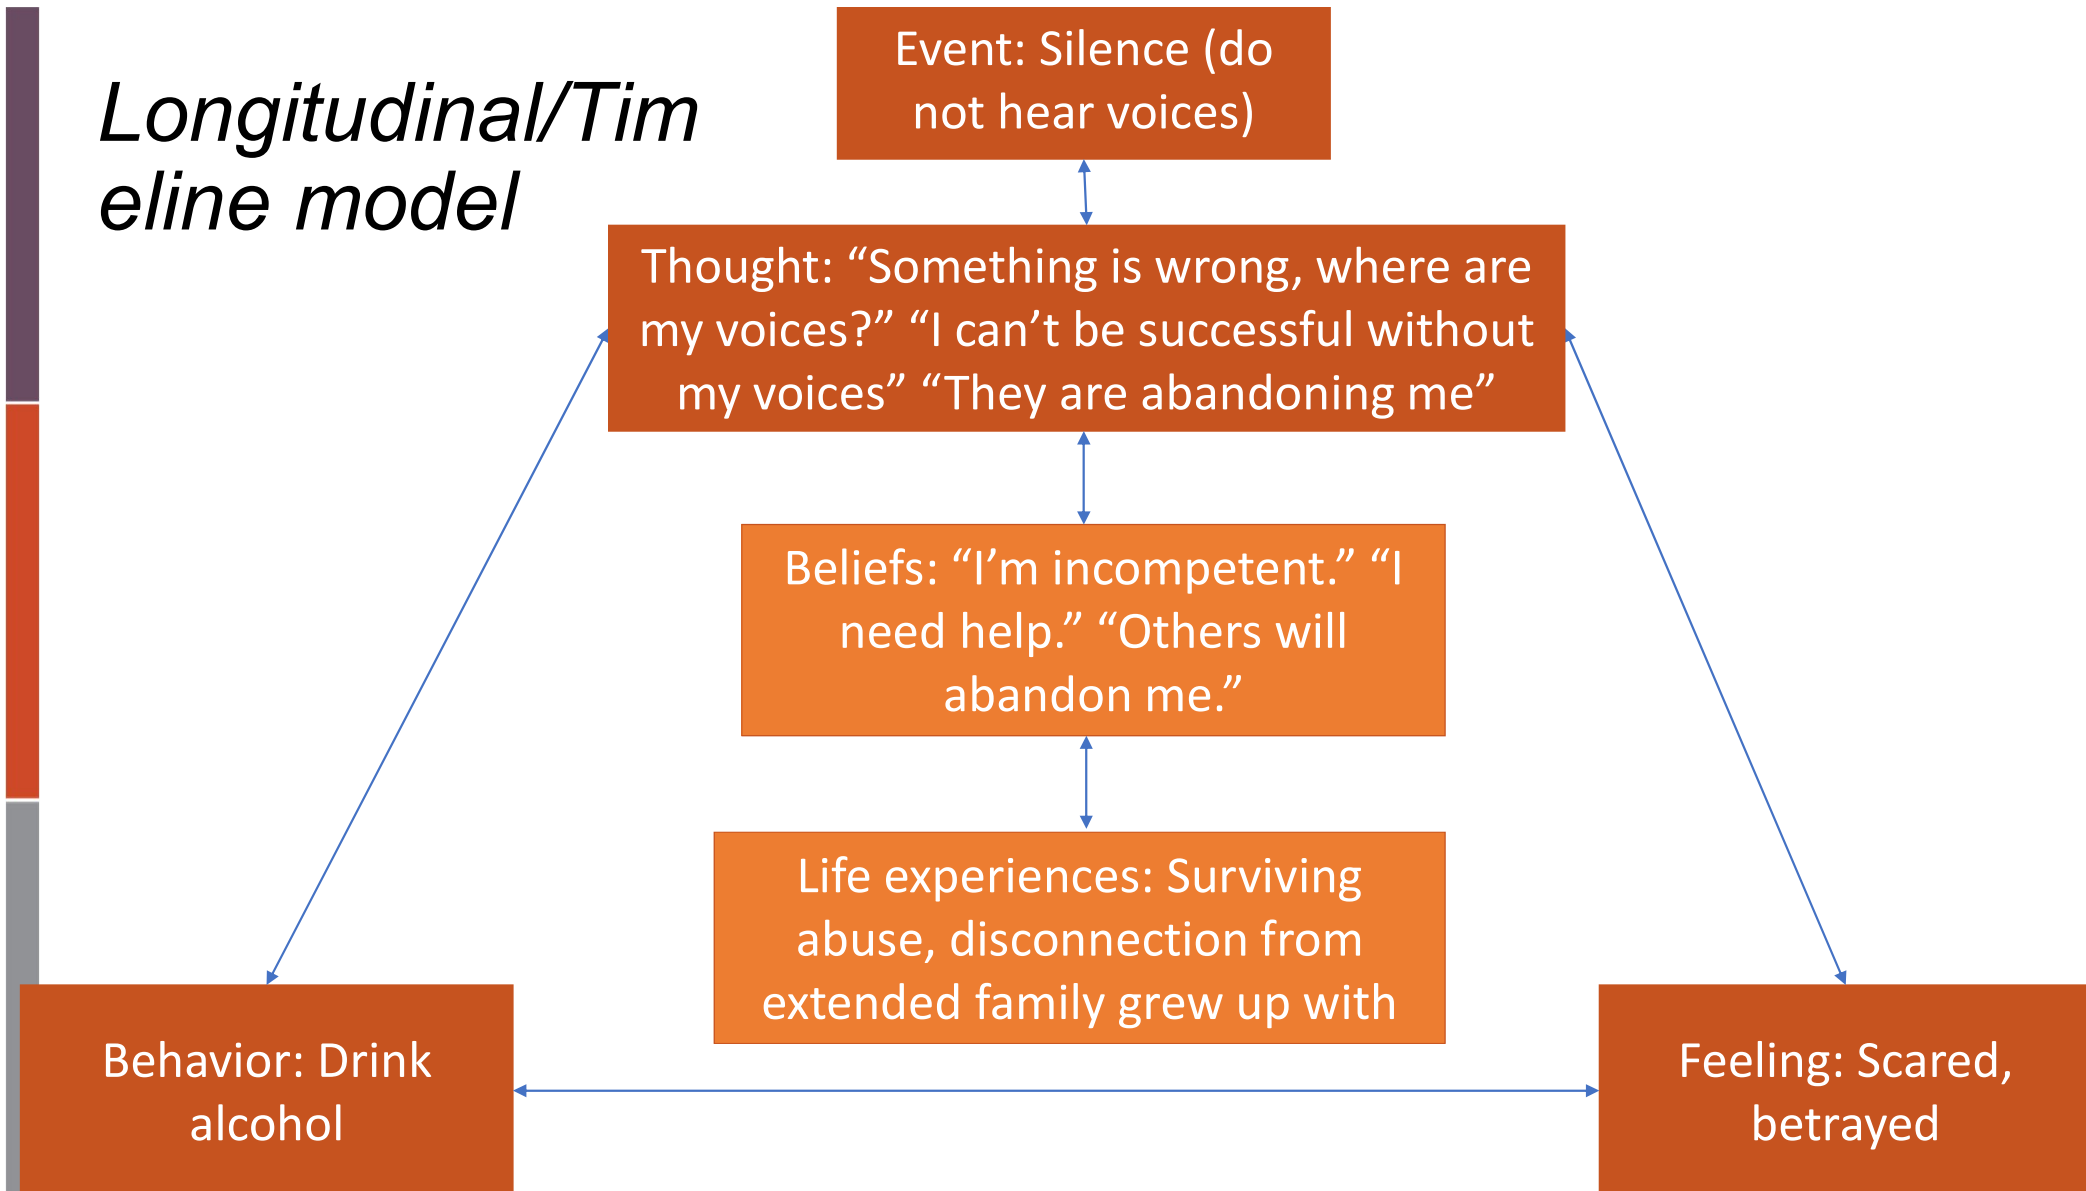 Longitudinal/Tim
eline model
Event: Silence (do
not hear voices)
Thought: “Something is wrong, where are
my voices?” “I can’t be successful without
my voices” “They are abandoning me”
Beliefs: “I’m incompetent.” “I
need help.” “Others will
abandon me.”
Life experiences: Surviving
abuse, disconnection from
extended family grew up with
Behavior: Drink
alcohol
Feeling: Scared,
betrayed